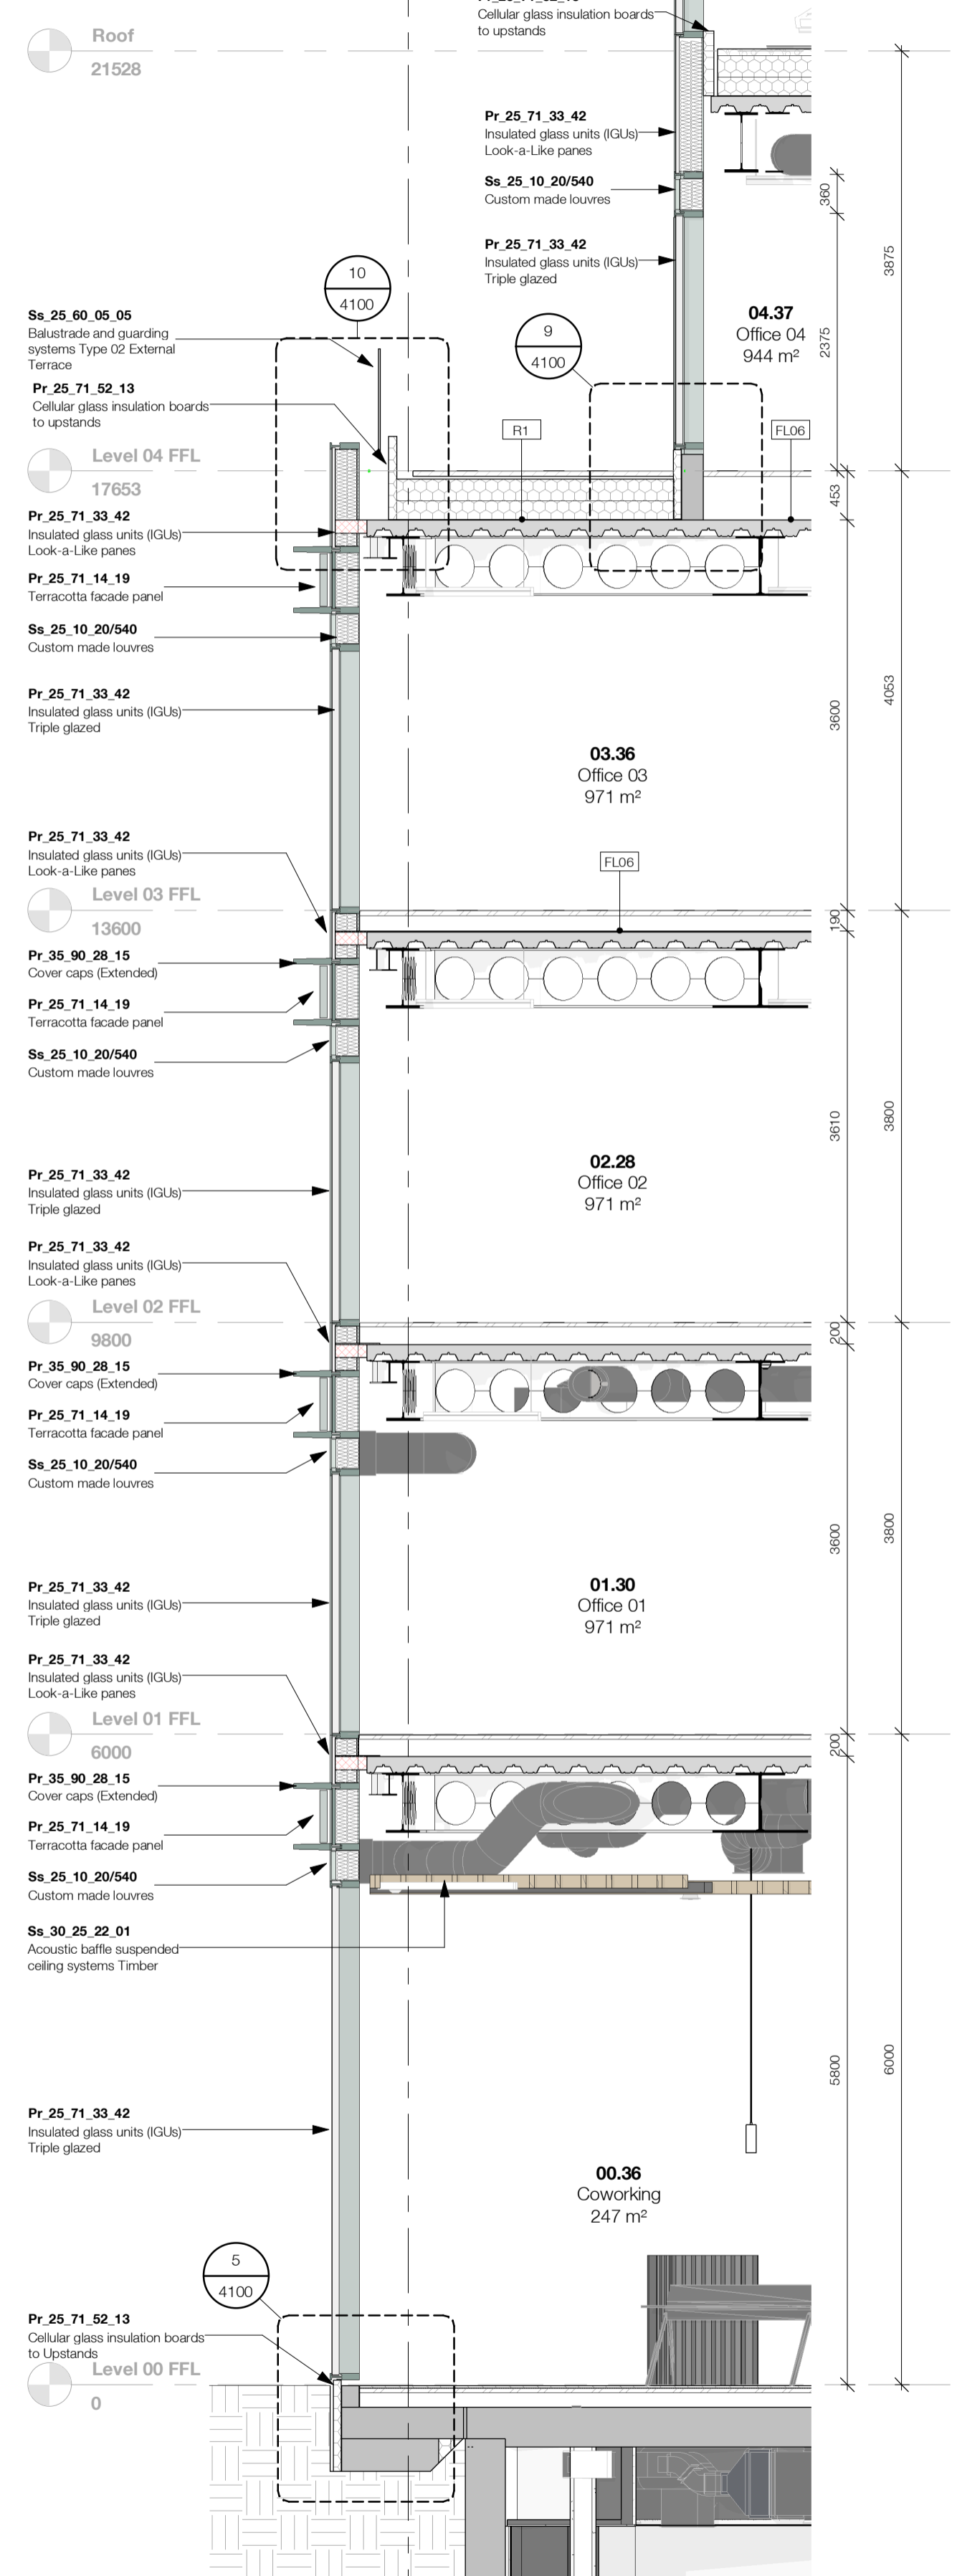 Cellular glass insulation boards
to upstands
Roof
21528
Pr_25_71_33_42
Insulated glass units (IGUs)
Look-a-Like panes
Ss_25_10_20/540
Custom made louvres
360
Pr_25_71_33_42
Insulated glass units (IGUs)
Triple glazed
3875
10
4100
Ss_25_60_05_05
Balustrade and guarding
systems Type 02 External
Terrace
9
4100
04.37
Office 04
944 m²
2375
Pr_25_71_52_13
Cellular glass insulation boards
to upstands
R1
FL06
Level 04 FFL
17653
453
Pr_25_71_33_42
Insulated glass units (IGUs)
Look-a-Like panes
Pr_25_71_14_19
Terracotta facade panel
Ss_25_10_20/540
Custom made louvres
Pr_25_71_33_42
Insulated glass units (IGUs)
Triple glazed
4053
3600
03.36
Office 03
971 m²
Pr_25_71_33_42
Insulated glass units (IGUs)
Look-a-Like panes
FL06
Level 03 FFL
13600
190
Pr_35_90_28_15
Cover caps (Extended)
Pr_25_71_14_19
Terracotta facade panel
Ss_25_10_20/540
Custom made louvres
3610
3800
02.28
Office 02
971 m²
Pr_25_71_33_42
Insulated glass units (IGUs)
Triple glazed
Pr_25_71_33_42
Insulated glass units (IGUs)
Look-a-Like panes
Level 02 FFL
9800
200
Pr_35_90_28_15
Cover caps (Extended)
Pr_25_71_14_19
Terracotta facade panel
Ss_25_10_20/540
Custom made louvres
3600
3800
01.30
Office 01
971 m²
Pr_25_71_33_42
Insulated glass units (IGUs)
Triple glazed
Pr_25_71_33_42
Insulated glass units (IGUs)
Look-a-Like panes
Level 01 FFL
6000
200
Pr_35_90_28_15
Cover caps (Extended)
Pr_25_71_14_19
Terracotta facade panel
Ss_25_10_20/540
Custom made louvres
Ss_30_25_22_01
Acoustic baffle suspended
ceiling systems Timber
5800
6000
Pr_25_71_33_42
Insulated glass units (IGUs)
Triple glazed
00.36
Coworking
247 m²
5
4100
Pr_25_71_52_13
Cellular glass insulation boards
to Upstands
Level 00 FFL
0